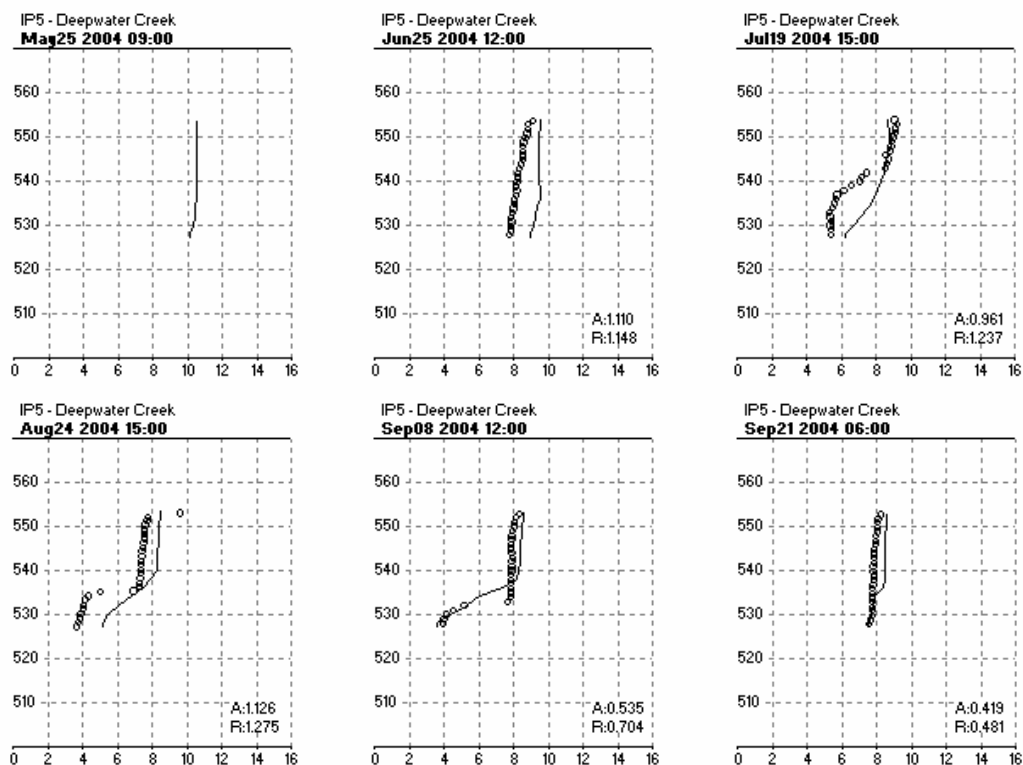 IP5 - Deepwater Creek
May25 2004 09:00
560
550
540
530
520
510
0 2 4 6 8 10 12 14 16
IP5 - Deepwater Creek
Jun25 2004 12:00
560
550
540
530
520
510
A:1.110
R:1.148
0 2 4 6 8 10 12 14 16
IP5 - Deepwater Creek
Jul19 2004 15:00
560
550
540
530
520
510
A:0.961
R:1.237
0 2 4 6 8 10 12 14 16
IP5 - Deepwater Creek
Aug24 2004 15:00
560
550
540
530
520
510
A:1.126
R:1.275
0 2 4 6 8 10 12 14 16
IP5 - Deepwater Creek
Sep08 2004 12:00
560
550
540
530
520
510
A:0.535
R:0.704
0 2 4 6 8 10 12 14 16
IP5 - Deepwater Creek
Sep21 2004 06:00
560
550
540
530
520
510
A:0.419
R:0.481
0 2 4 6 8 10 12 14 16